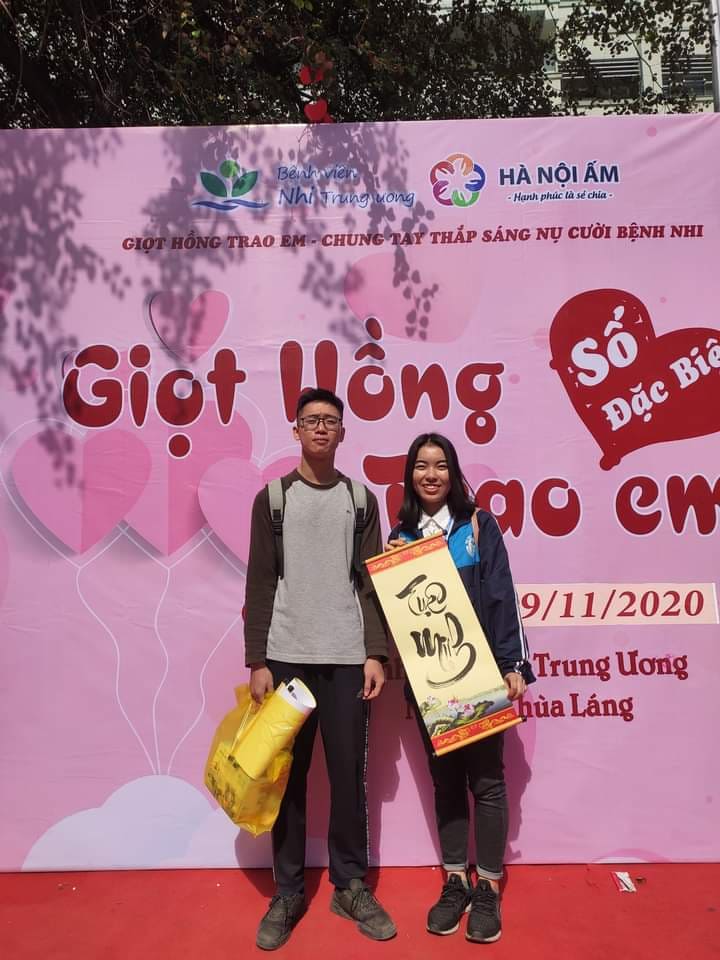 Bệnh viện
Nhi Trung ương
HÀ NỘI ẤM
- Hạnh phúc là sẻ chia -
GIỌT HỒNG TRAO EM - CHUNG TAY THẮP SÁNG NỤ CƯỜI BỆNH NHI
Giọt Hồng
Số
Đặc Biệ
Trao em
9/11/2020
Trung Ương
hùa Láng